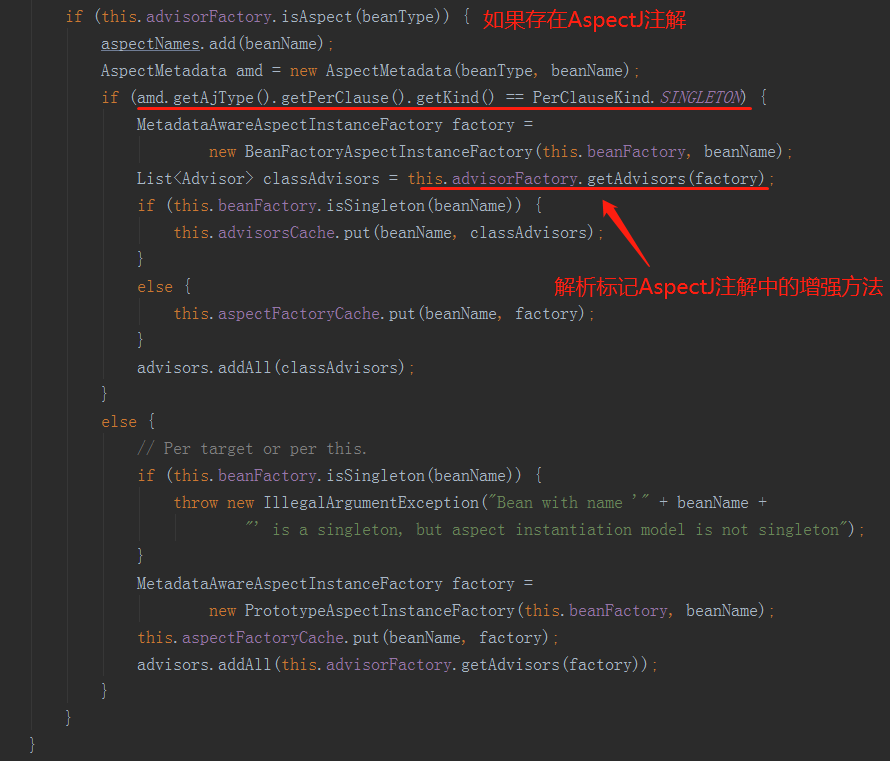 if (this.advisorFactory.isAspect(beanType)) { 如果存在AspectJ注解
aspectNames.add(beanName);
AspectMetadata amd = new AspectMetadata(beanType, beanName);
if (amd.getAjType().getPerClause().getKind() == PerClauseKind.SINGLETON) {
MetadataAwareAspectInstanceFactory factory =
new BeanFactoryAspectInstanceFactory(this.beanFactory, beanName);
List<Advisor> classAdvisors = this.advisorFactory.getAdvisors(factory);
if (this.beanFactory.isSingleton(beanName)) {
this.advisorsCache.put(beanName, classAdvisors);
}
解析标记AspectJ注解中的增强方法
else {
this.aspectFactoryCache.put(beanName, factory);
}
advisors.addAll(classAdvisors);
}
else {
// Per target or per this.
if (this.beanFactory.isSingleton(beanName)) {
throw new IllegalArgumentException("Bean with name '" + beanName +
"' is a singleton, but aspect instantiation model is not singleton");
}
MetadataAwareAspectInstanceFactory factory =
new PrototypeAspectInstanceFactory(this.beanFactory, beanName);
this.aspectFactoryCache.put(beanName, factory);
advisors.addAll(this.advisorFactory.getAdvisors(factory));
}
}
}